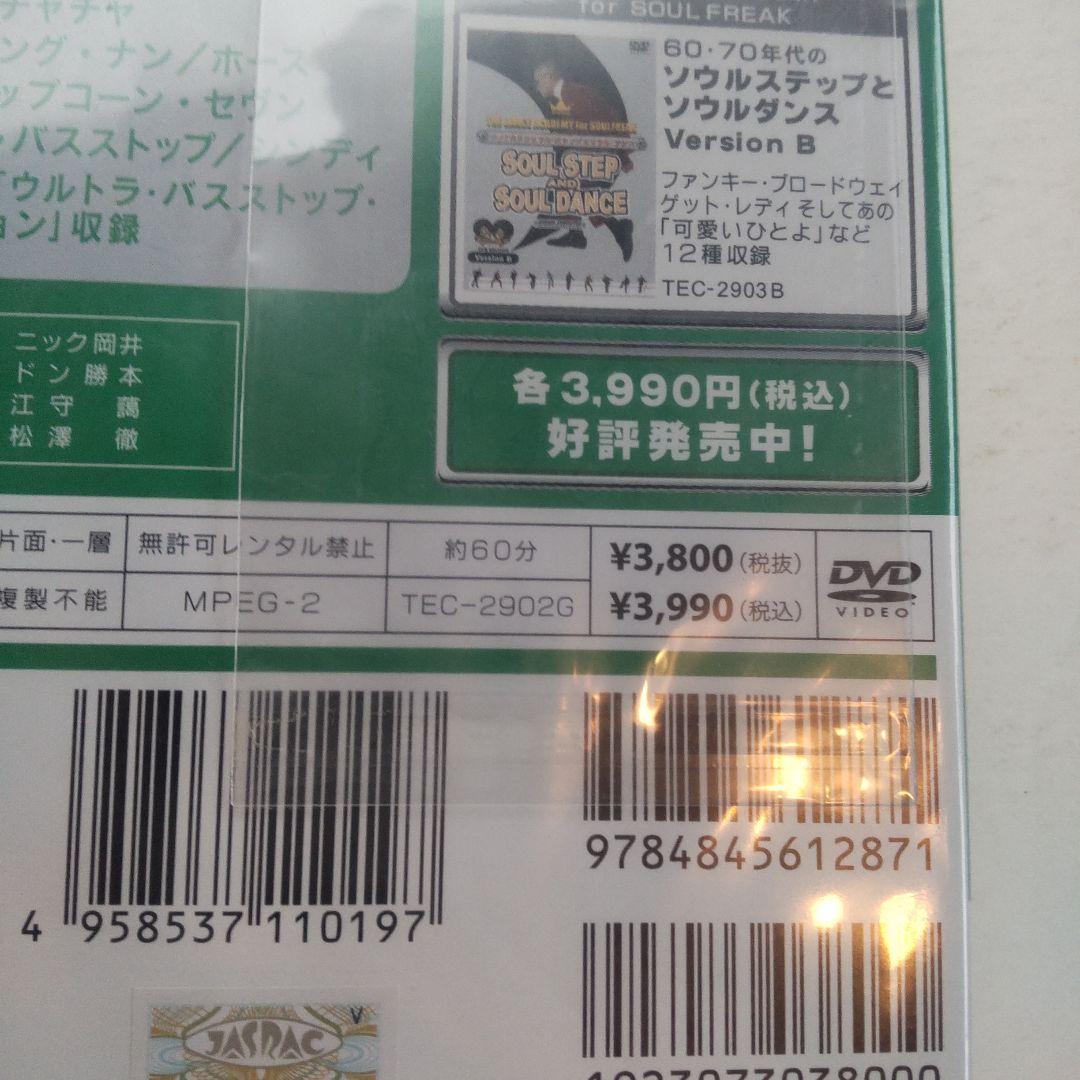 チャチャ
ング・ナン/ホース
ップコーン・セヴン
・バスストップ/シンディ
「ウルトラ・バスストップ・
ョン」収録
for SOUL FREAK
60・70年代の
ソウルステップと
ソウルダンス
Version B
ファンキー・ブロードウェイ
ゲット・レディ そしてあの
「可愛いひとよ」など
12種収録
TEC-2903B
THE DANCE ACADEMY for SOUL FREAK
SOUL STEP
AND
SOUL DANCE
Version B
ニック岡井
ドン勝本
江守 藹
松澤 徹
各3,990円(税込)
好評発売中!
片面・一層
無許可レンタル禁止
約60分
¥3,800(税抜)
複製不能
MPEG-2
TEC-2902G
¥3,990(税込)
DVD
VIDEO
4 958537 110197
9784845612871
1923073038000
JASRAC
V